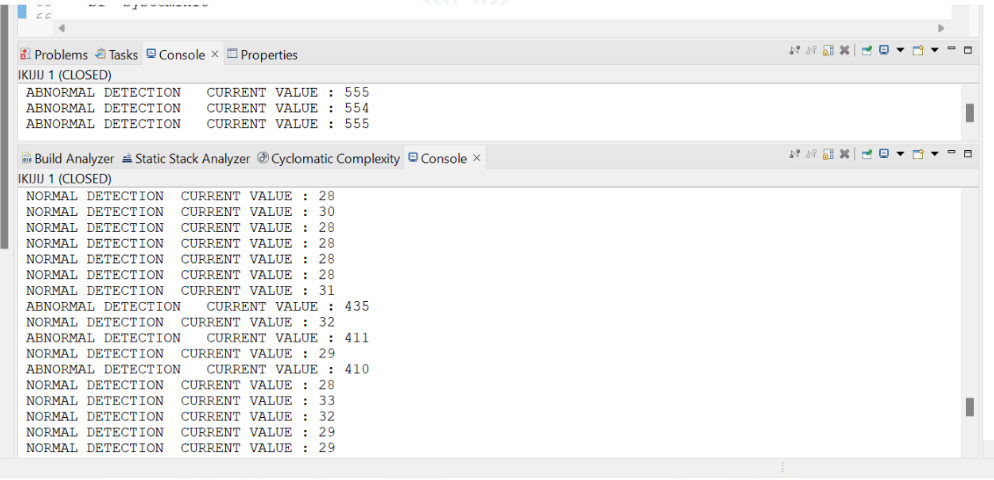 66
Problems Tasks Console × Properties
IKIJIJ 1 (CLOSED)
ABNORMAL DETECTION CURRENT VALUE : 555
ABNORMAL DETECTION CURRENT VALUE : 554
ABNORMAL DETECTION CURRENT VALUE : 555
Build Analyzer Static Stack Analyzer Cyclomatic Complexity Console ×
IKIJIJ 1 (CLOSED)
NORMAL DETECTION CURRENT VALUE : 28
NORMAL DETECTION CURRENT VALUE : 30
NORMAL DETECTION CURRENT VALUE : 28
NORMAL DETECTION CURRENT VALUE : 28
NORMAL DETECTION CURRENT VALUE : 28
NORMAL DETECTION CURRENT VALUE : 28
NORMAL DETECTION CURRENT VALUE : 31
ABNORMAL DETECTION CURRENT VALUE : 435
NORMAL DETECTION CURRENT VALUE : 32
ABNORMAL DETECTION CURRENT VALUE : 411
NORMAL DETECTION CURRENT VALUE : 29
ABNORMAL DETECTION CURRENT VALUE : 410
NORMAL DETECTION CURRENT VALUE : 28
NORMAL DETECTION CURRENT VALUE : 33
NORMAL DETECTION CURRENT VALUE : 32
NORMAL DETECTION CURRENT VALUE : 29
NORMAL DETECTION CURRENT VALUE : 29